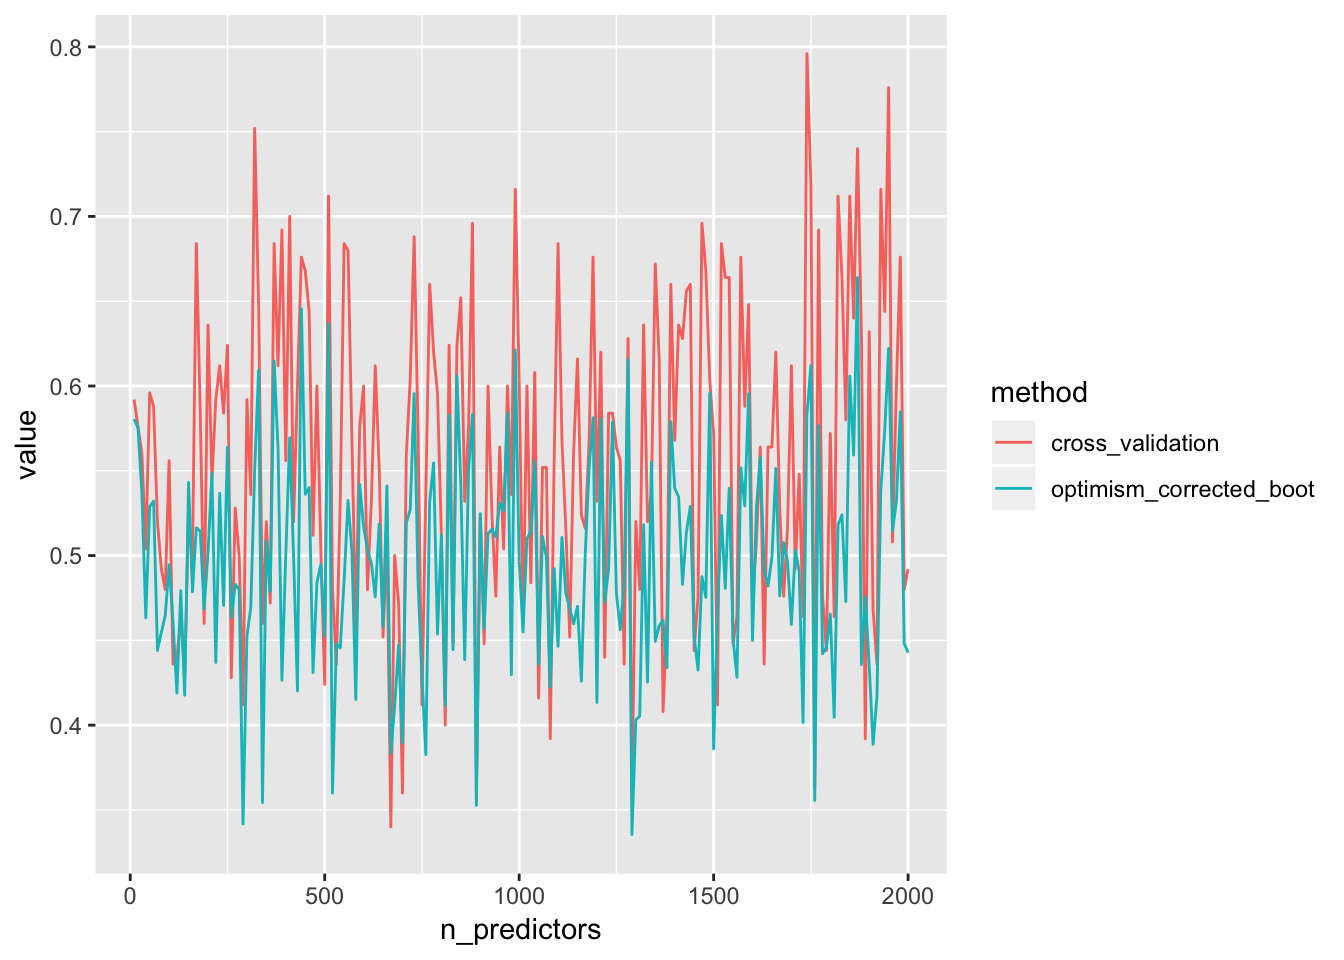 0.8
0.7
0.6
0.5
0.4
value
0
500
1000
1500
2000
n_predictors
method
cross_validation
optimism_corrected_boot